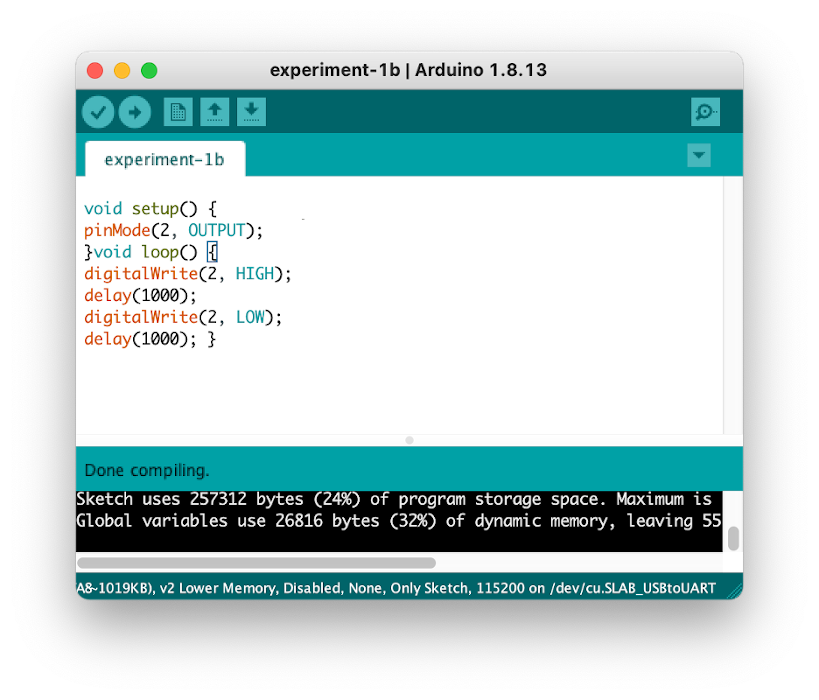 experiment-1b | Arduino 1.8.13
experiment-1b
void setup() {
pinMode(2, OUTPUT);
}void loop() {
digitalWrite(2, HIGH);
delay(1000);
digitalWrite(2, LOW);
delay(1000); }
Done compiling.
Sketch uses 257312 bytes (24%) of program storage space. Maximum is
Global variables use 26816 bytes (32%) of dynamic memory, leaving 55
A8~1019KB), v2 Lower Memory, Disabled, None, Only Sketch, 115200 on /dev/cu.SLAB_USBtoUART